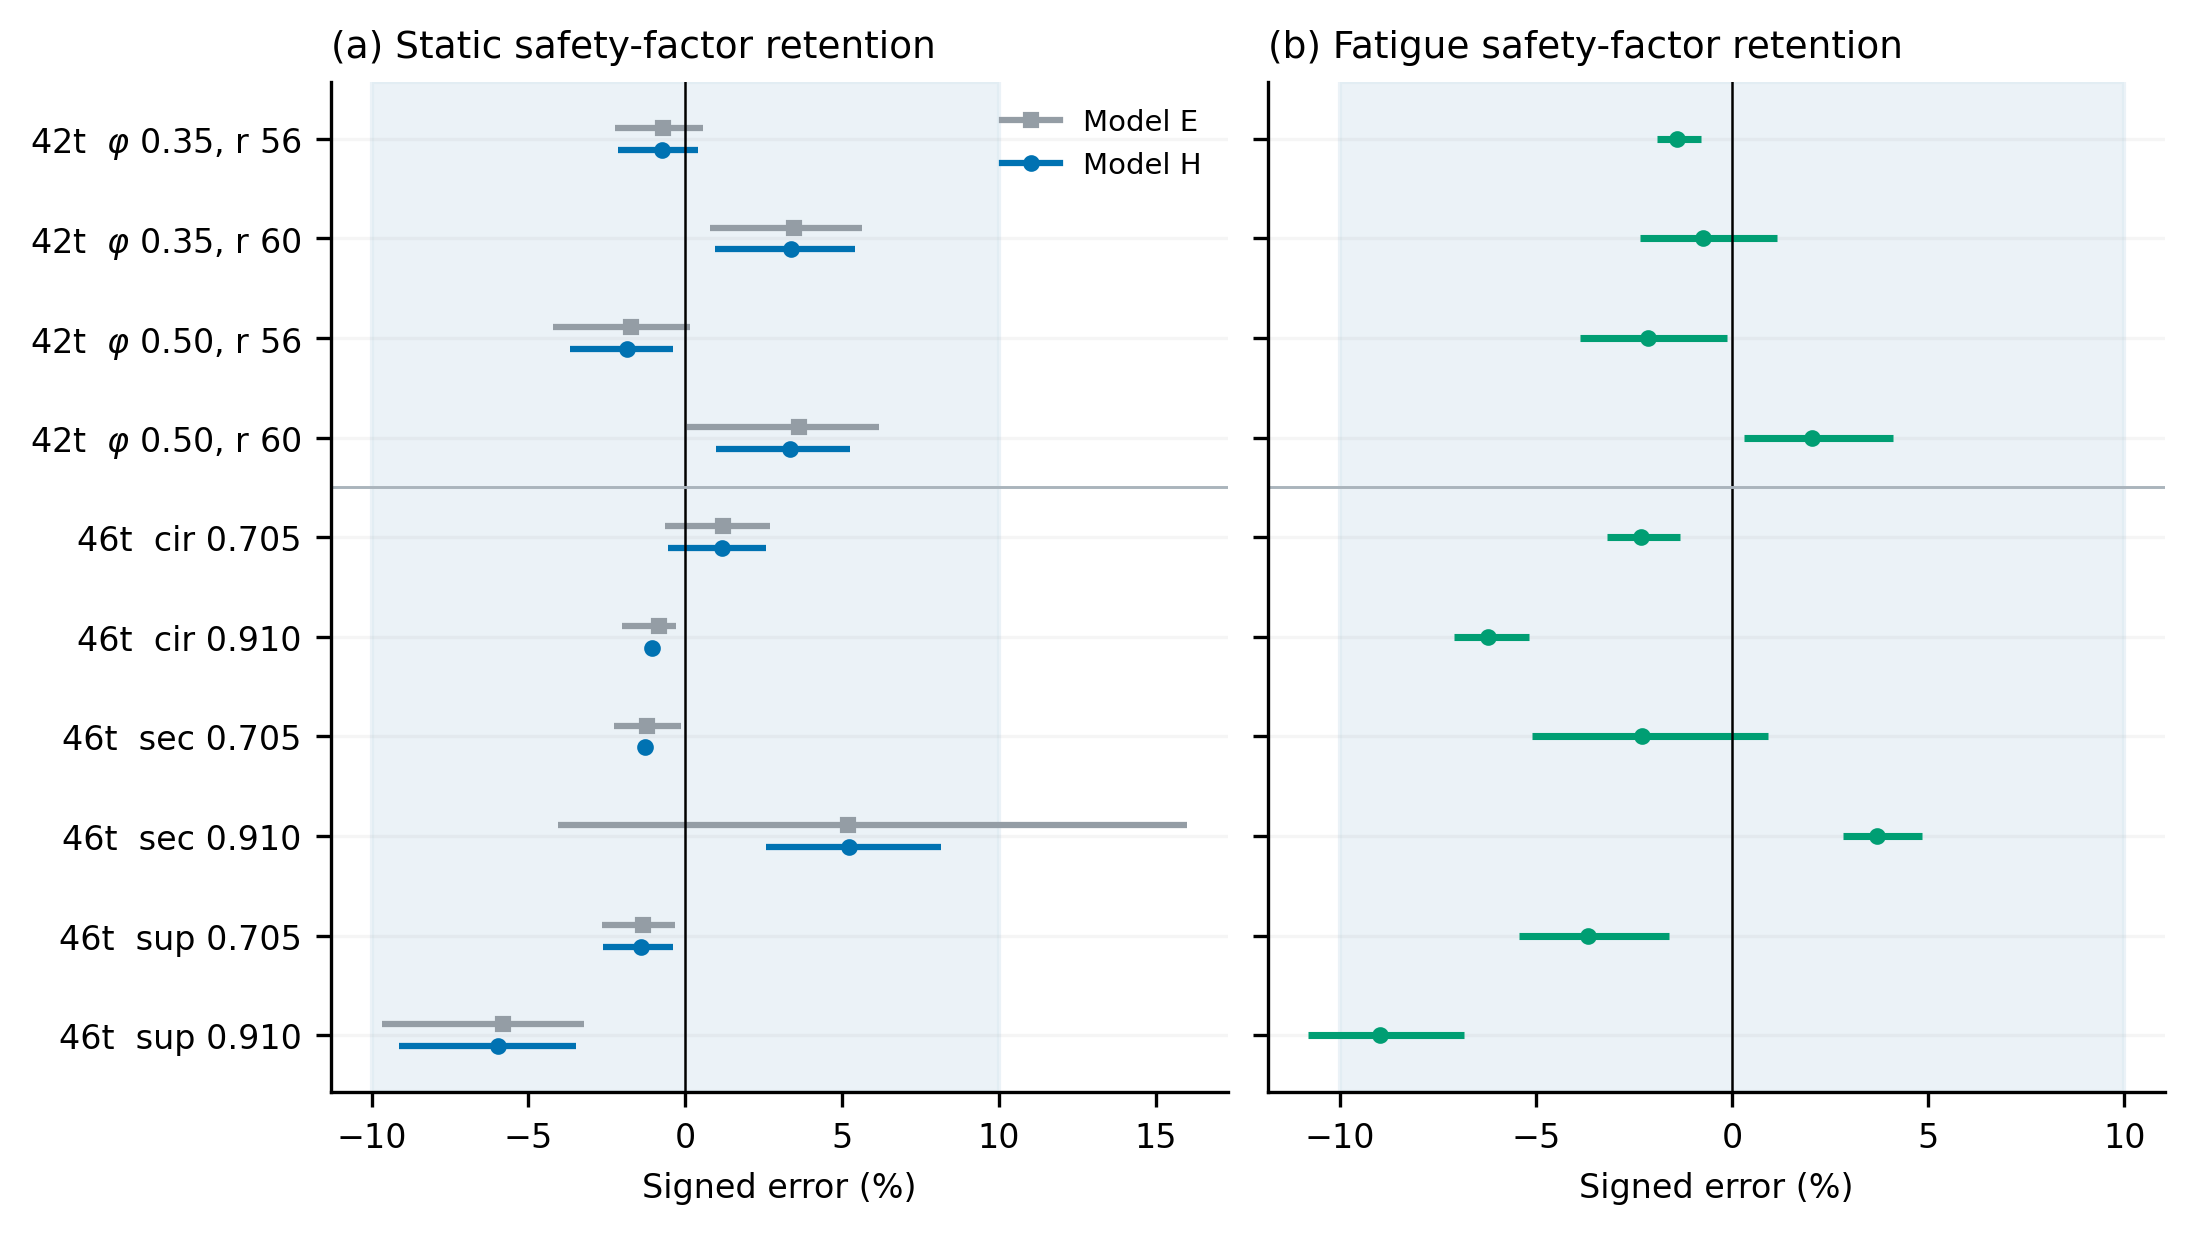 (a) Static safety-factor retention
(b) Fatigue safety-factor retention
Model E
Model H
42t φ 0.35, r 56
42t φ 0.35, r 60
42t φ 0.50, r 56
42t φ 0.50, r 60
46t cir 0.705
46t cir 0.910
46t sec 0.705
46t sec 0.910
46t sup 0.705
46t sup 0.910
−10 −5 0 5 10 15
−10 −5 0 5 10
Signed error (%)
Signed error (%)